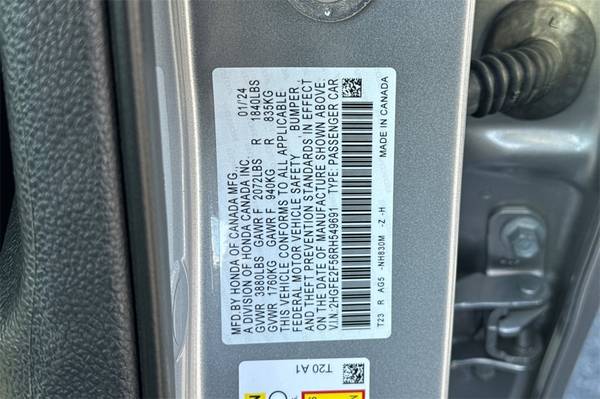 MFD.BY HONDA OF CANADA MFG., 01/24
A DIVISION OF HONDA CANADA INC.
GVWR 3880LBS GAWR F 2072LBS R 1840LBS
GVWR 1760KG GAWR F 940KG R 835KG
THIS VEHICLE CONFORMS TO ALL APPLICABLE
FEDERAL MOTOR VEHICLE SAFETY, BUMPER,
AND THEFT PREVENTION STANDARDS IN EFFECT
ON THE DATE OF MANUFACTURE SHOWN ABOVE.
V.I.N: 2HGFE2F56RH549691 TYPE: PASSENGER CAR
T23 R AG5 -NH830M -Z -H MADE IN CANADA
T20 A1